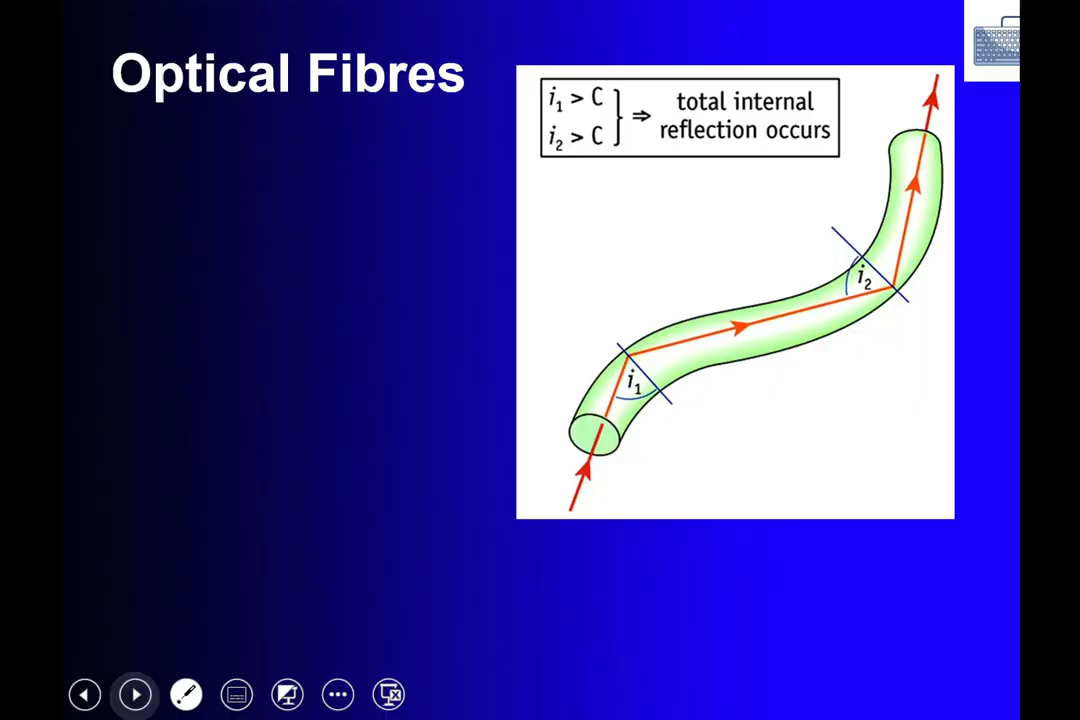 Optical Fibres
i₁ > C
i₂ > C
⇒
total internal
reflection occurs
i₂
i₁